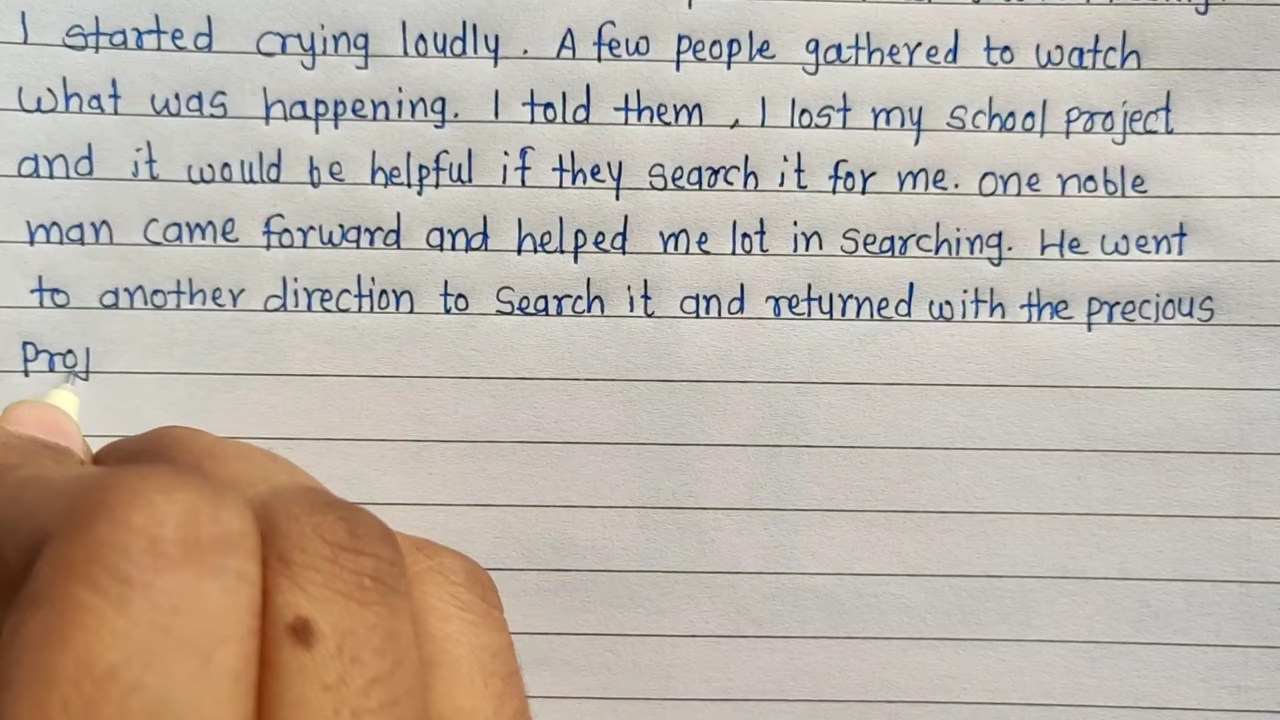 I started crying loudly. A few people gathered to watch
what was happening. I told them, I lost my school project
and it would be helpful if they search it for me. one noble
man came forward and helped me lot in searching. He went
to another direction to search it and returned with the precious
Proj